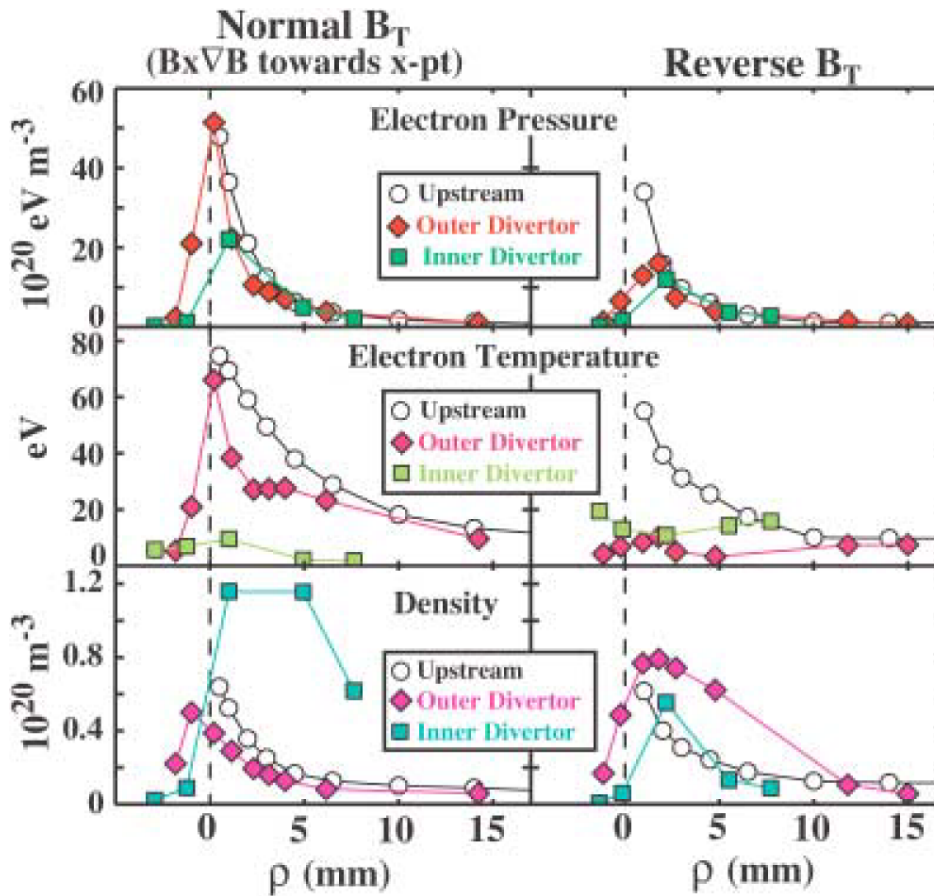 Normal B_T
(Bx∇B towards x-pt)
Reverse B_T
Electron Pressure
60
40
20
0
10^20 eV m^-3
Upstream
Outer Divertor
Inner Divertor
Electron Temperature
80
60
40
20
0
eV
Upstream
Outer Divertor
Inner Divertor
Density
1.2
0.8
0.4
0
10^20 m^-3
Upstream
Outer Divertor
Inner Divertor
0 5 10 15
0 5 10 15
ρ (mm)
ρ (mm)